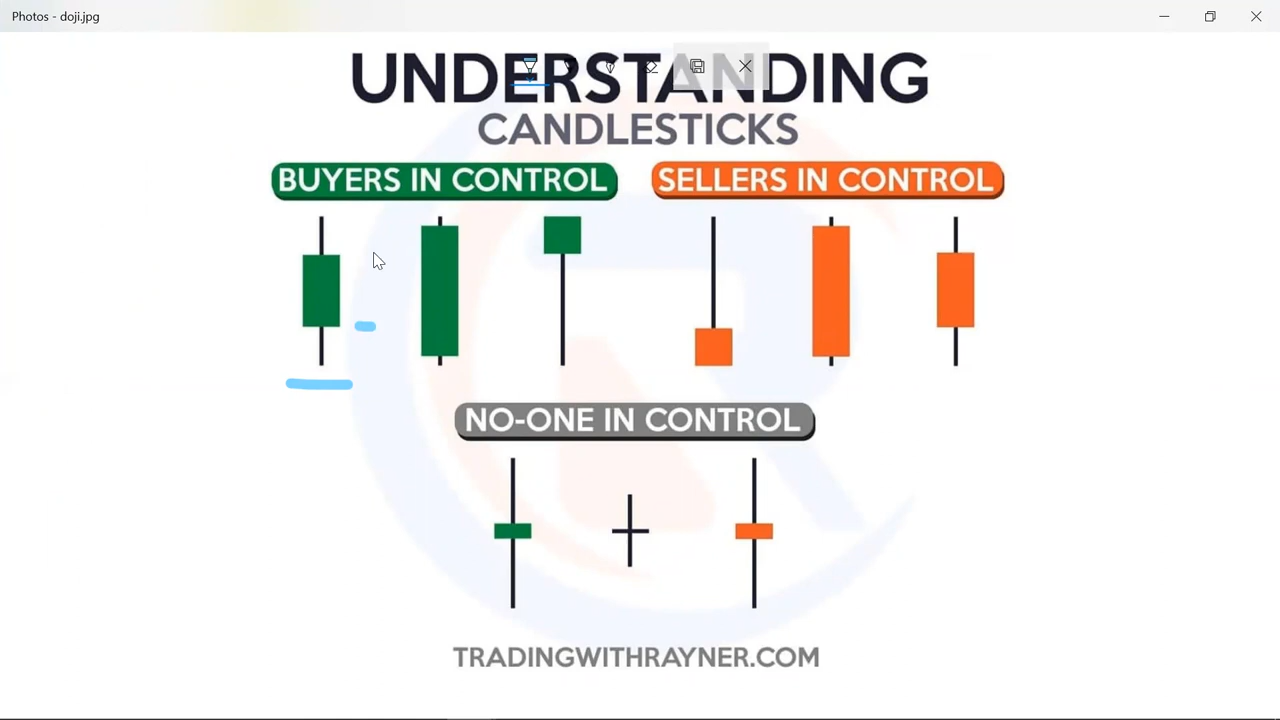 Photos - doji.jpg
UNDERSTANDING
CANDLESTICKS
BUYERS IN CONTROL
SELLERS IN CONTROL
NO-ONE IN CONTROL
TRADINGWITHRAYNER.COM